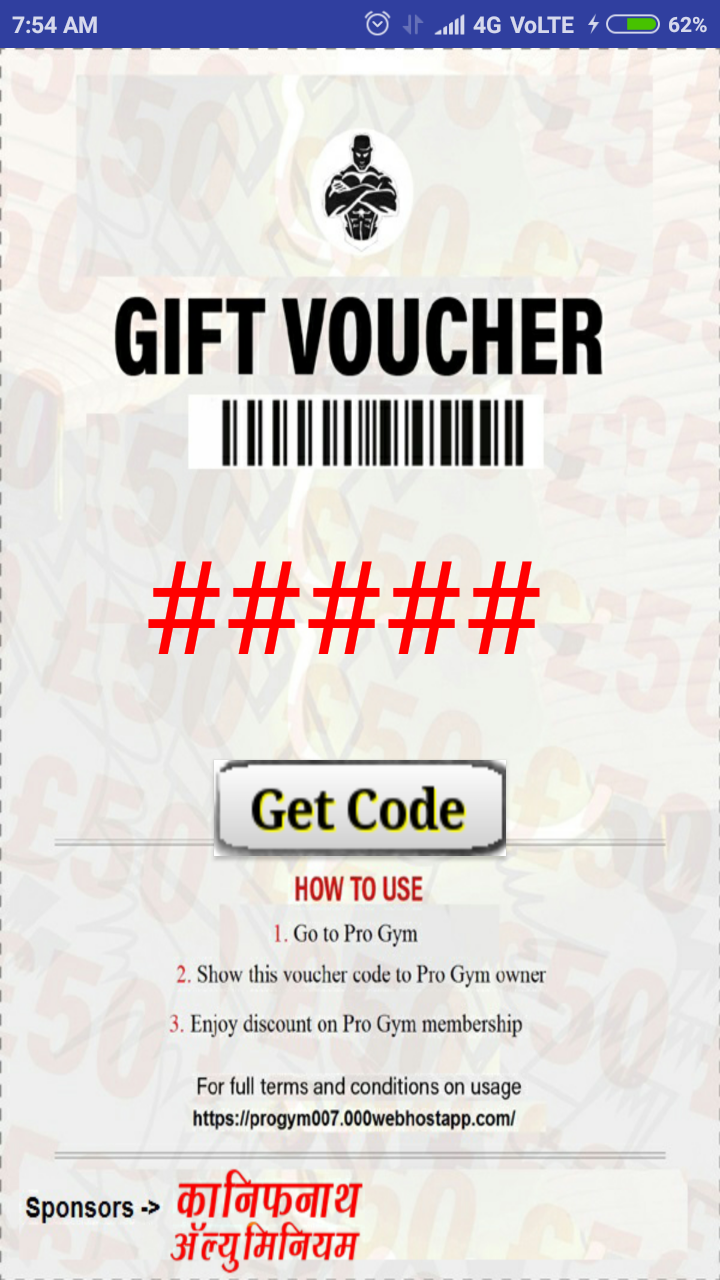 7:54 AM 4G VoLTE 62%
GIFT VOUCHER
#####
Get Code
HOW TO USE
1. Go to Pro Gym
2. Show this voucher code to Pro Gym owner
3. Enjoy discount on Pro Gym membership
For full terms and conditions on usage
https://progym007.000webhostapp.com/
Sponsors -> कानिफनाथ
ॲल्युमिनियम